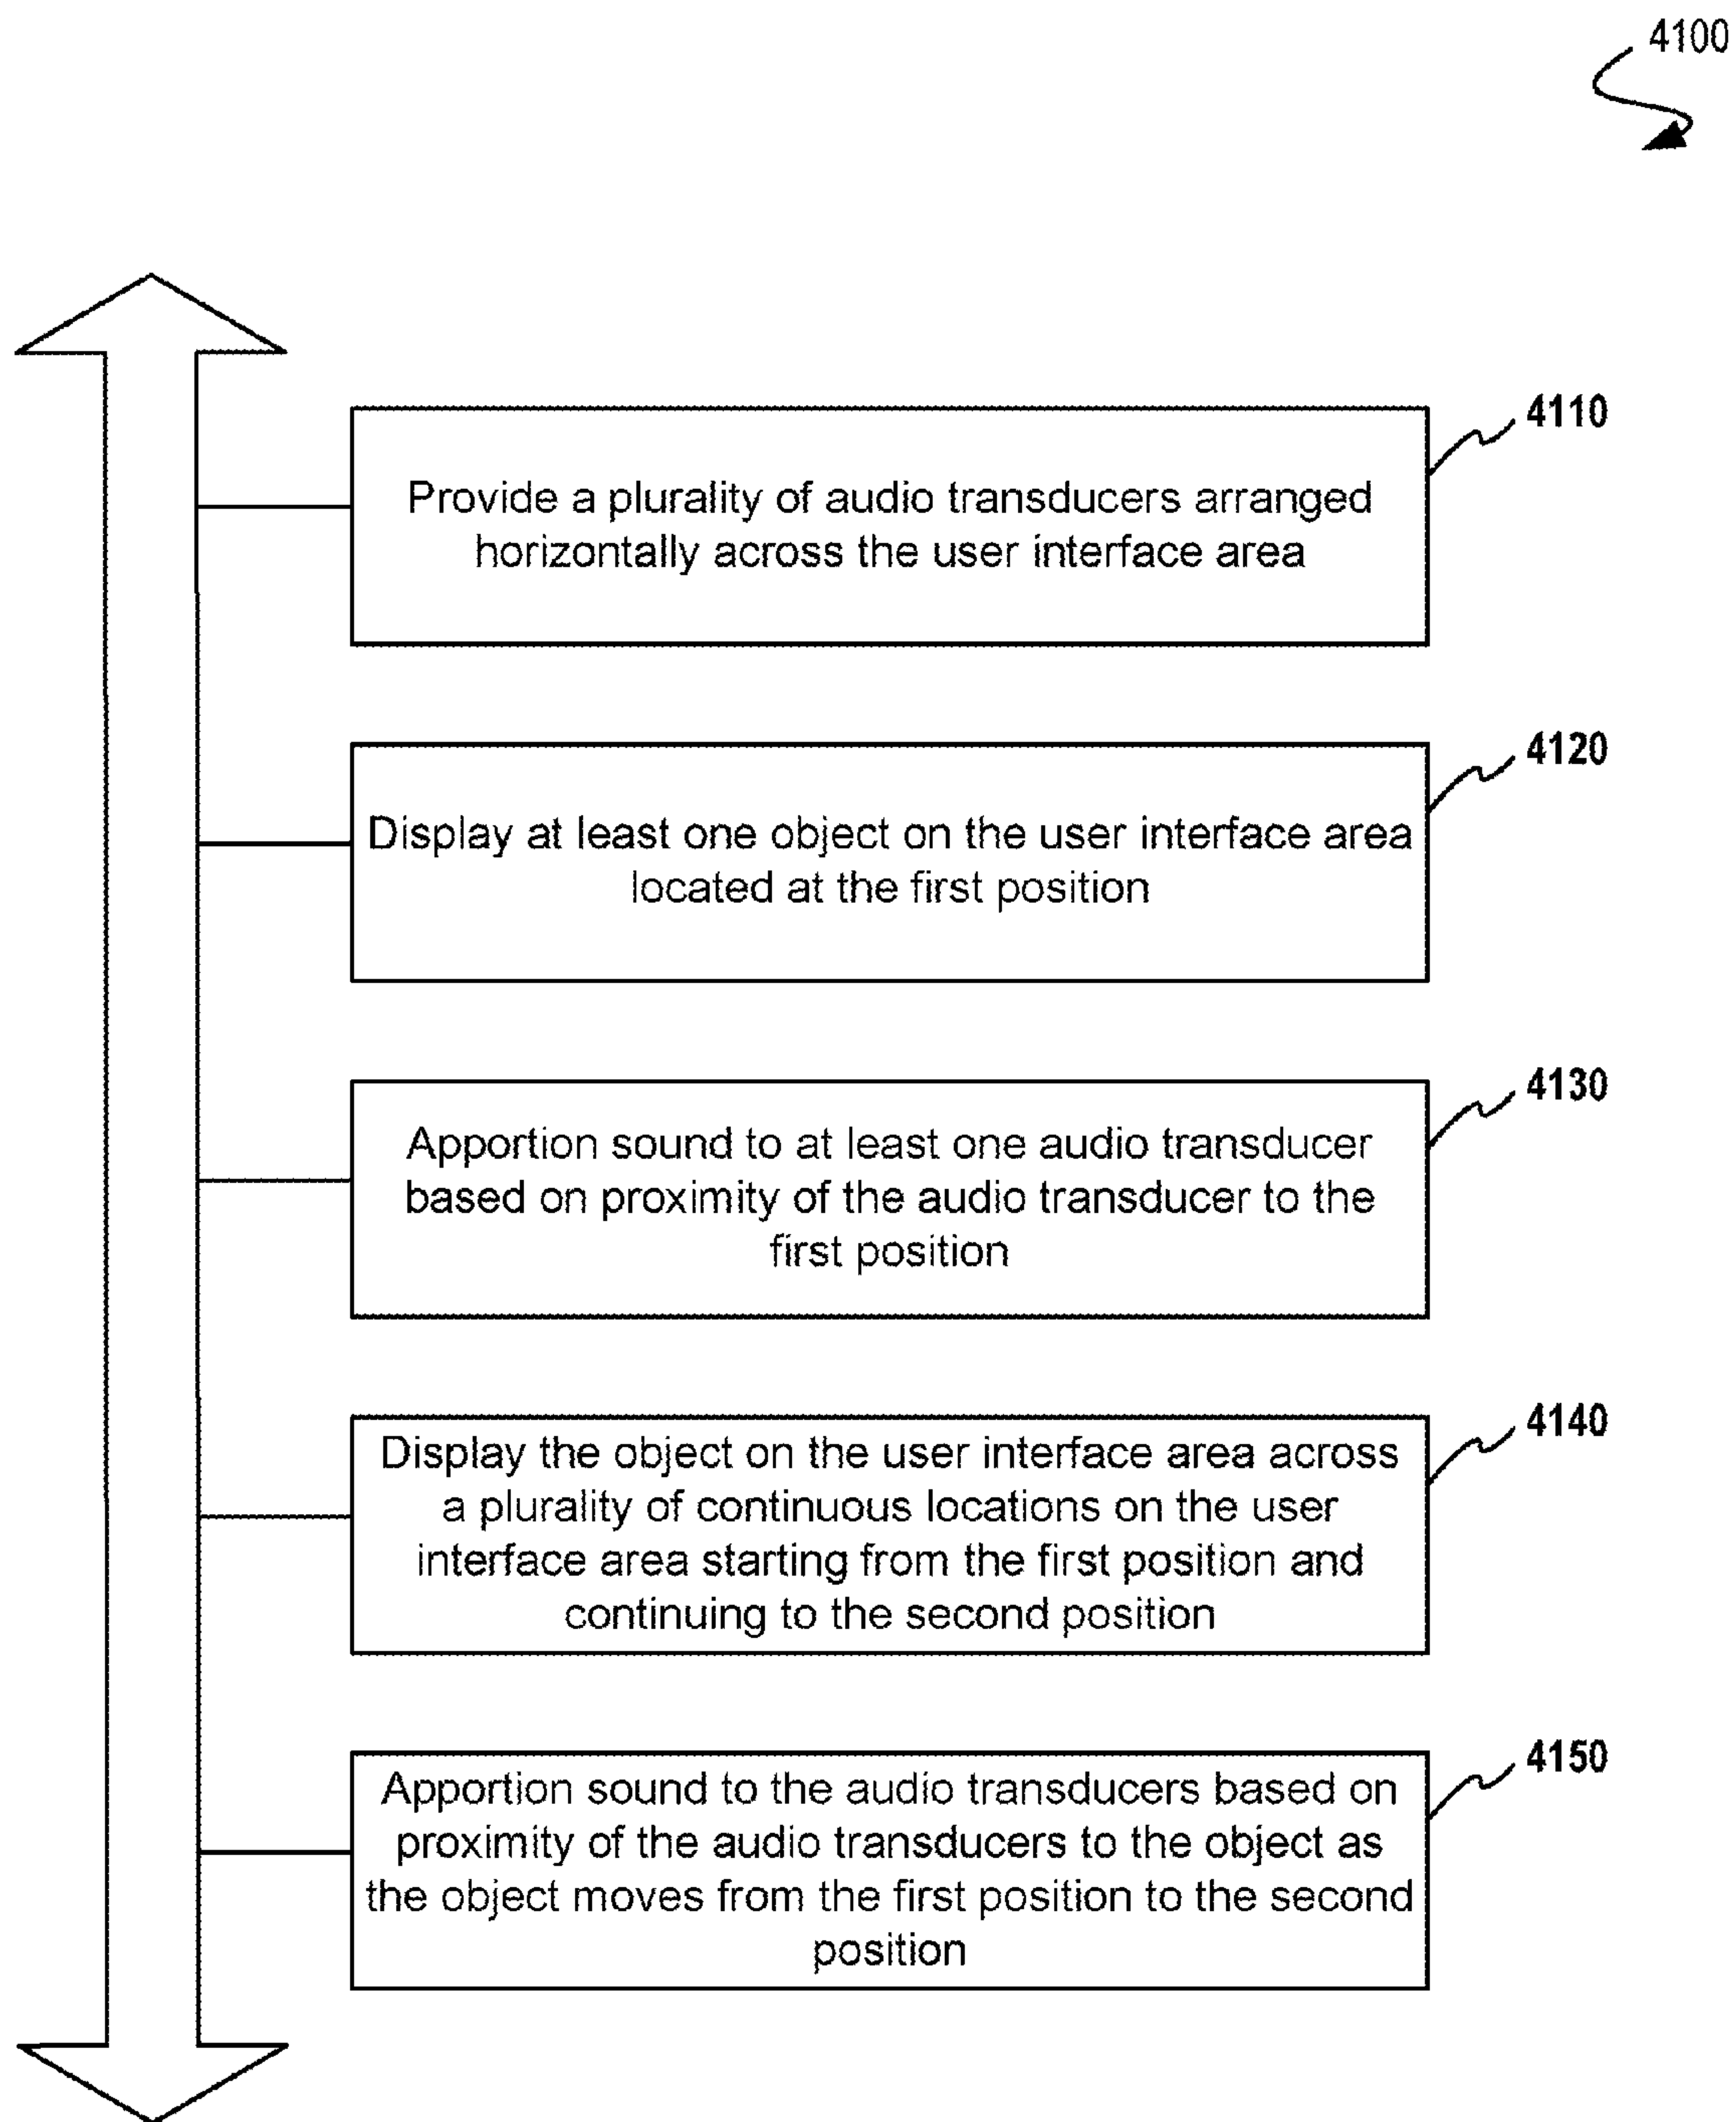 4100
4110
Provide a plurality of audio transducers arranged
horizontally across the user interface area
4120
Display at least one object on the user interface area
located at the first position
4130
Apportion sound to at least one audio transducer
based on proximity of the audio transducer to the
first position
4140
Display the object on the user interface area across
a plurality of continuous locations on the user
interface area starting from the first position and
continuing to the second position
4150
Apportion sound to the audio transducers based on
proximity of the audio transducers to the object as
the object moves from the first position to the second
position